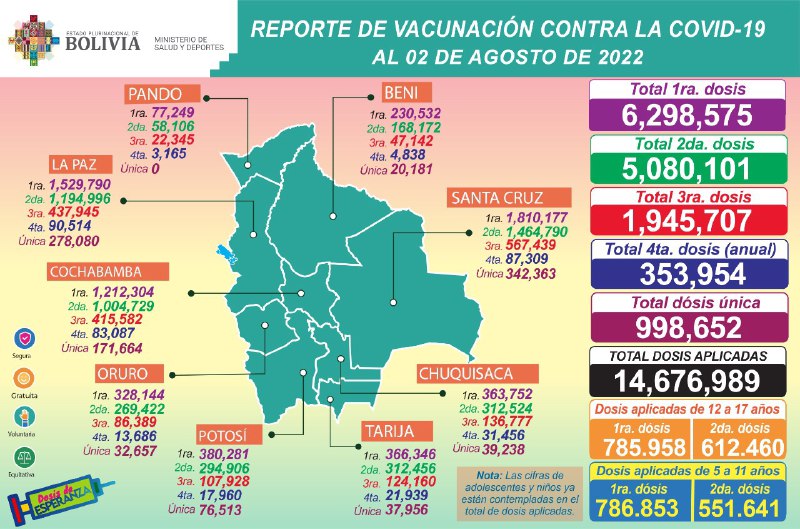 ESTADO PLURINACIONAL DE
BOLIVIA
MINISTERIO DE
SALUD Y DEPORTES
REPORTE DE VACUNACIÓN CONTRA LA COVID-19
AL 02 DE AGOSTO DE 2022
PANDO
1ra. 77,249
2da. 58,106
3ra. 22,345
4ta. 3,165
Única 0
BENI
1ra. 230,532
2da. 168,172
3ra. 47,142
4ta. 4,838
Única 20,181
LA PAZ
1ra. 1,529,790
2da. 1,194,996
3ra. 437,945
4ta. 90,514
Única 278,080
SANTA CRUZ
1ra. 1,810,177
2da. 1,464,790
3ra. 567,439
4ta. 87,309
Única 342,363
COCHABAMBA
1ra. 1,212,304
2da. 1,004,729
3ra. 415,582
4ta. 83,087
Única 171,664
ORURO
1ra. 328,144
2da. 269,422
3ra. 86,389
4ta. 13,686
Única 32,657
POTOSÍ
1ra. 380,281
2da. 294,906
3ra. 107,928
4ta. 17,960
Única 76,513
CHUQUISACA
1ra. 363,752
2da. 312,524
3ra. 136,777
4ta. 31,456
Única 39,238
TARIJA
1ra. 366,346
2da. 312,456
3ra. 124,160
4ta. 21,939
Única 37,956
Total 1ra. dosis
6,298,575
Total 2da. dosis
5,080,101
Total 3ra. dosis
1,945,707
Total 4ta. dosis (anual)
353,954
Total dósis única
998,652
TOTAL DOSIS APLICADAS
14,676,989
Dosis aplicadas de 12 a 17 años
1ra. dósis
785.958
2da. dósis
612.460
Dosis aplicadas de 5 a 11 años
1ra. dósis
786.853
2da. dósis
551.641
Nota: Las cifras de
adolescentes y niños ya
están contempladas en el
total de dosis aplicadas.
Segura
Gratuita
Voluntaria
Equitativa
Dosis de
ESPERANZA